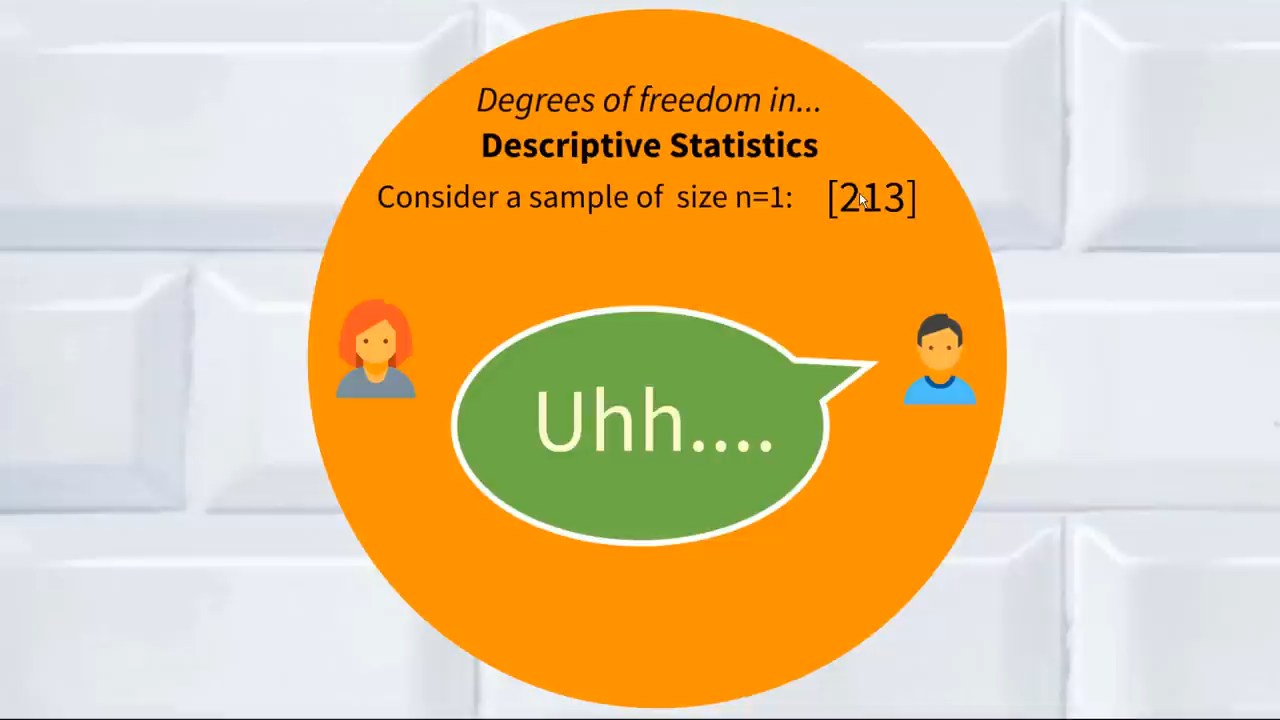 Degrees of freedom in...
Descriptive Statistics
Consider a sample of size n=1: [213]
Uhh....